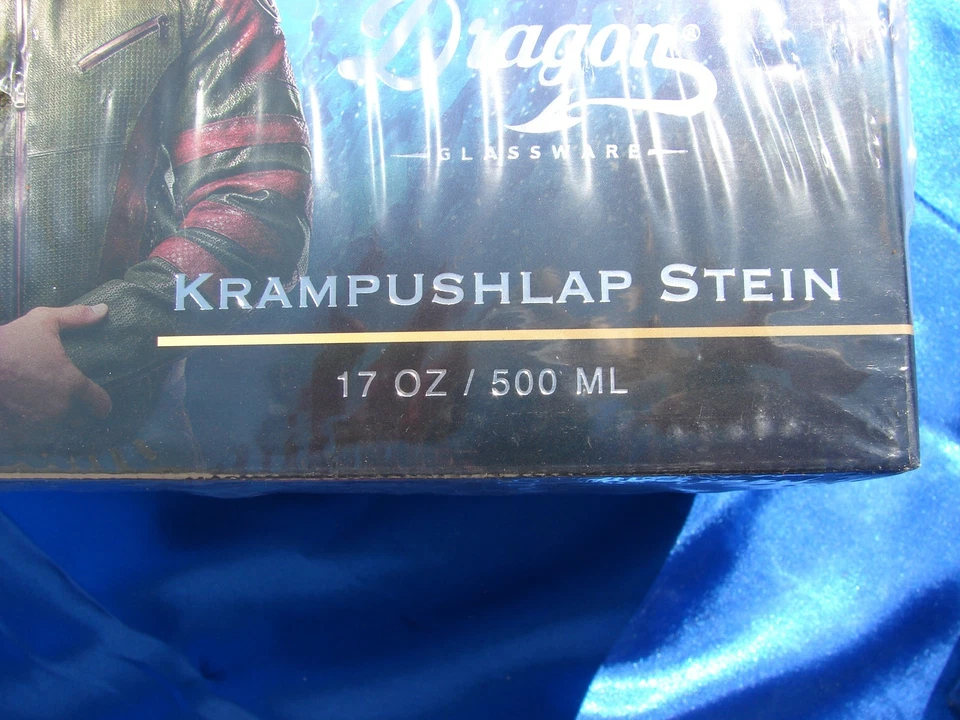 Dragon®
GLASSWARE
KRAMPUSHLAP STEIN
17 OZ / 500 ML